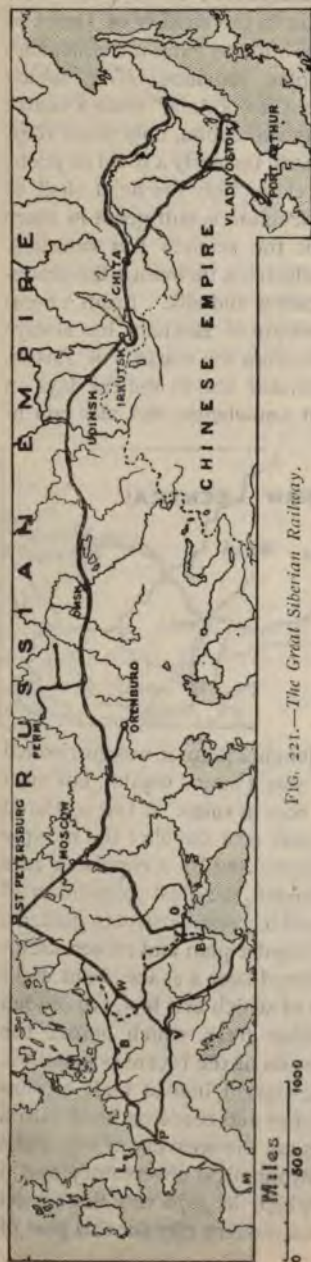 RUSSIAN EMPIRE
ST PETERSBURG
MOSCOW
PERM
ORENBURG
OMSK
UDINSK
IRKUTSK
CHITA
CHINESE EMPIRE
VLADIVOSTOK
PORT ARTHUR
L
P
M
B
W
V
O
B
C
Miles
500
1000
FIG. 221.—The Great Siberian Railway.